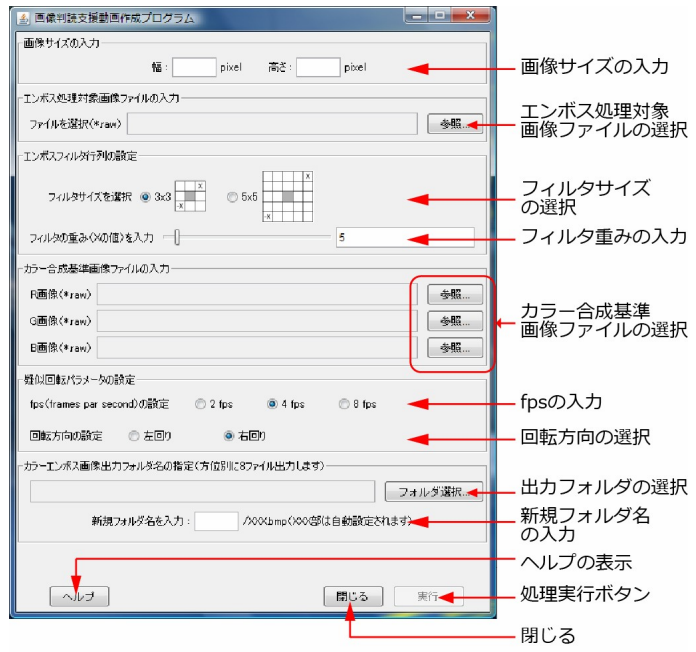 画像判読支援動画作成プログラム
画像サイズの入力
幅: pixel 高さ: pixel
画像サイズの入力
エンボス処理対象画像ファイルの入力
ファイルを選択(*raw) 参照...
エンボス処理対象
画像ファイルの選択
エンボスフィルタ行列の設定
フィルタサイズを選択 3x3 X -X 5x5 X -X
フィルタサイズ
の選択
フィルタの重み(Xの値)を入力 5
フィルタ重みの入力
カラー合成基準画像ファイルの入力
R画像(*raw) 参照...
G画像(*raw) 参照...
B画像(*raw) 参照...
カラー合成基準
画像ファイルの選択
疑似回転パラメータの設定
fps(frames par second)の設定 2 fps 4 fps 8 fps
fpsの入力
回転方向の設定 左回り 右回り
回転方向の選択
カラーエンボス画像出力フォルダ名の指定(方位別に8ファイル出力します)
フォルダ選択...
出力フォルダの選択
新規フォルダ名を入力: /XXX.bmp(XXX部は自動設定されます)
新規フォルダ名
の入力
ヘルプの表示
ヘルプ 閉じる 実行
処理実行ボタン
閉じる